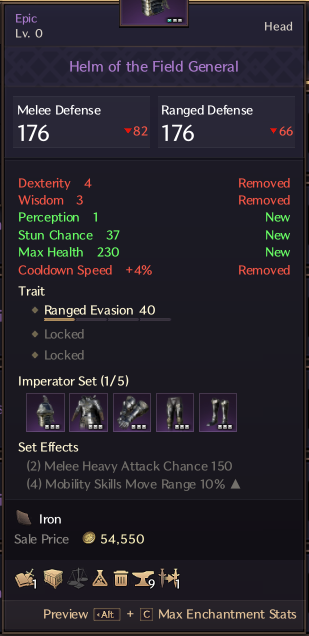 Epic
Lv. 0
Head
Helm of the Field General
Melee Defense
176 ▼82
Ranged Defense
176 ▼66
Dexterity 4 Removed
Wisdom 3 Removed
Perception 1 New
Stun Chance 37 New
Max Health 230 New
Cooldown Speed +4% Removed
Trait
Ranged Evasion 40
Locked
Locked
Imperator Set (1/5)
Set Effects
(2) Melee Heavy Attack Chance 150
(4) Mobility Skills Move Range 10% ▲
Iron
Sale Price 54,550
1 9 1
Preview Alt + C Max Enchantment Stats